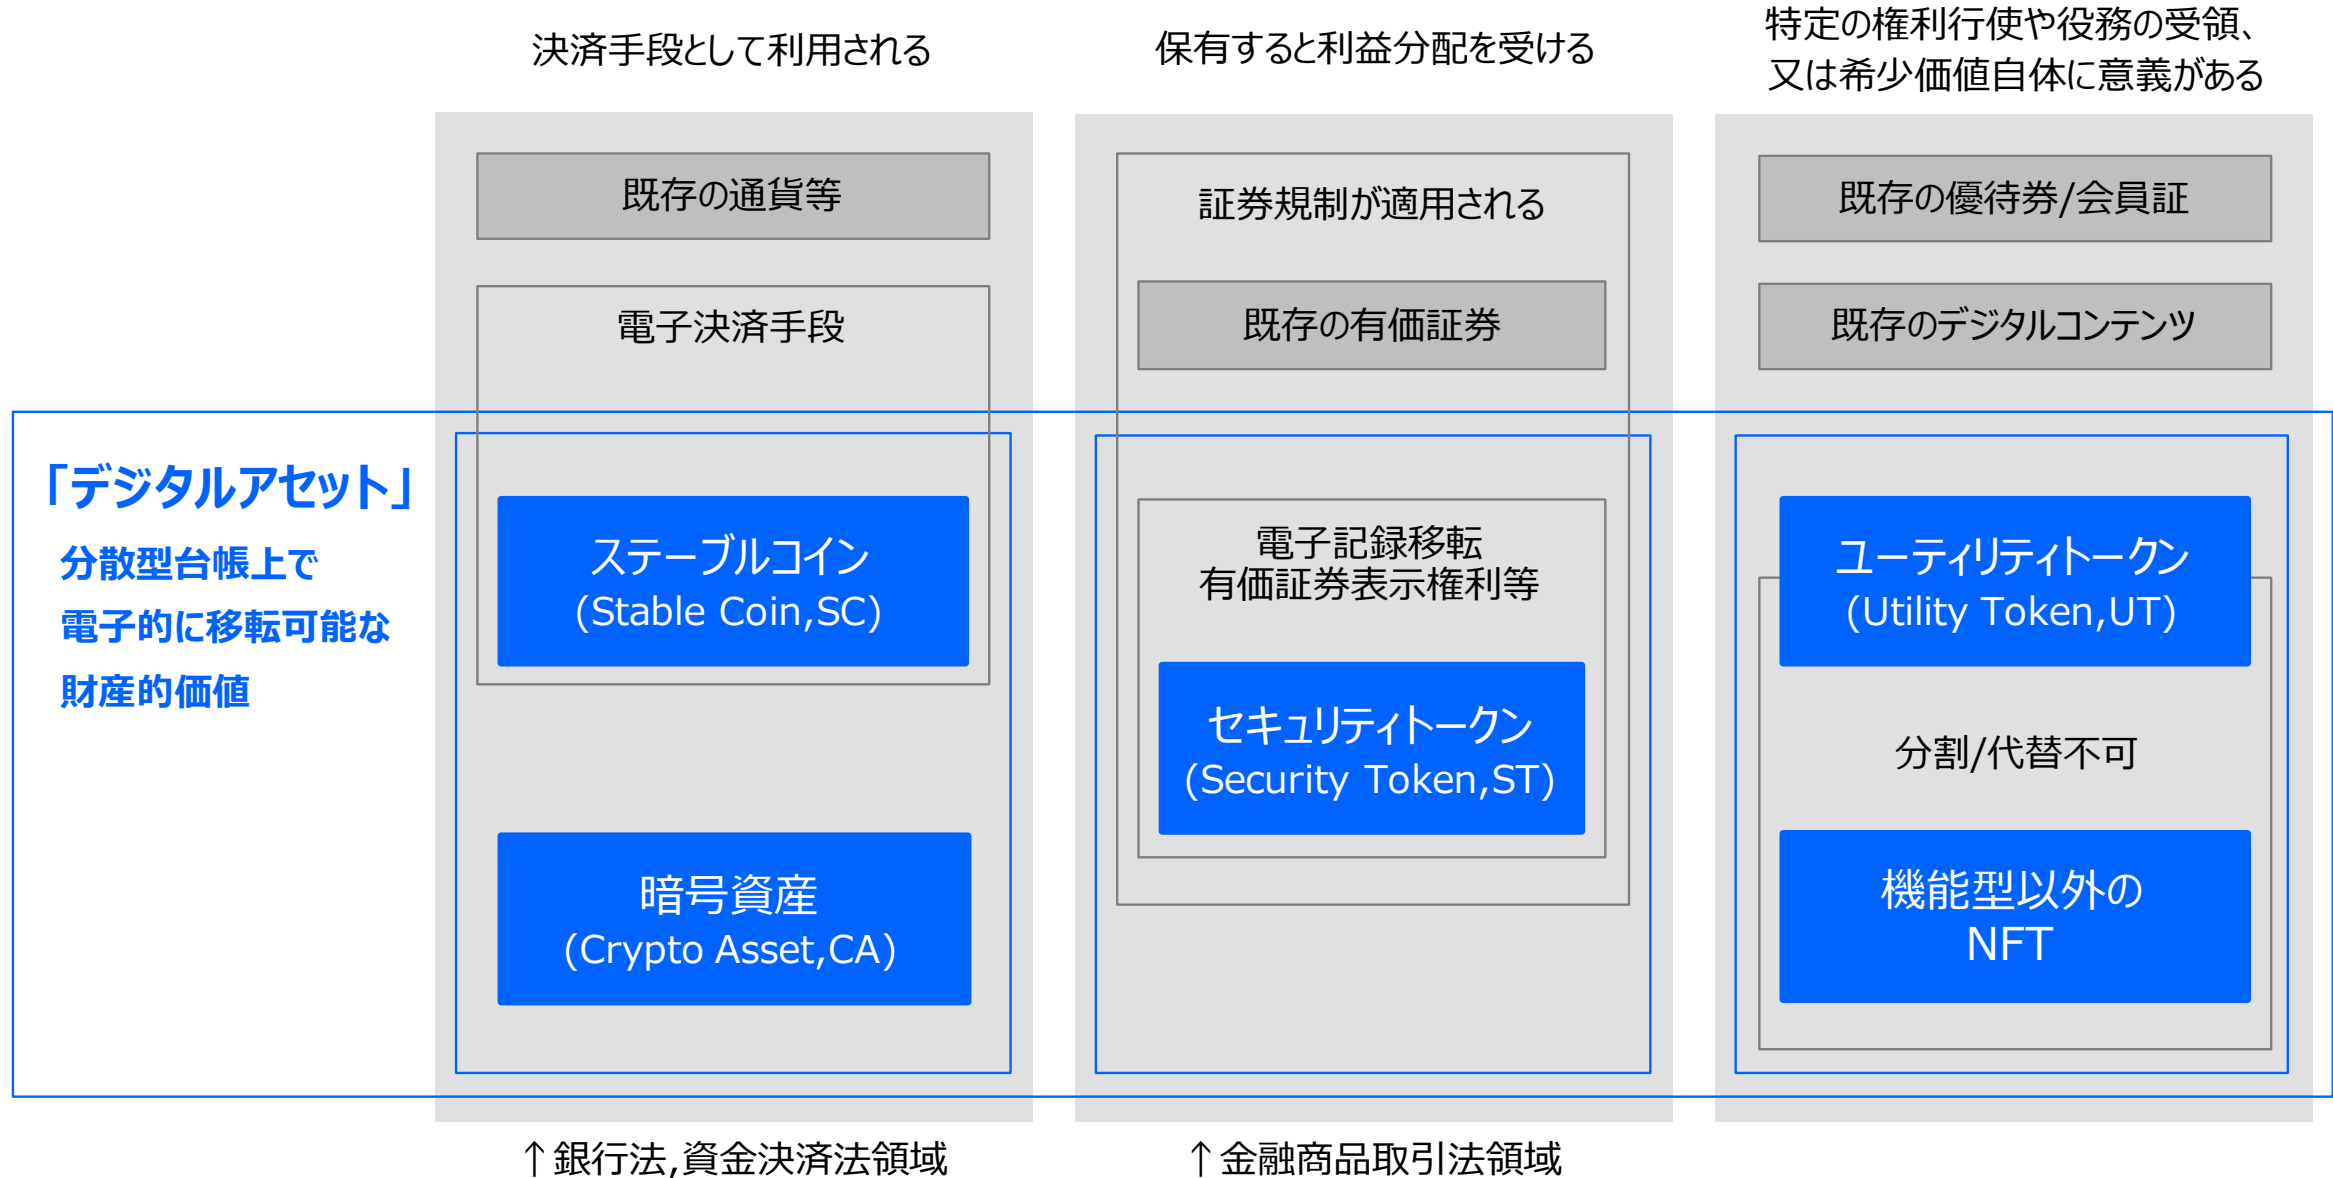 決済手段として利用される
保有すると利益分配を受ける
特定の権利行使や役務の受領、
又は希少価値自体に意義がある
既存の通貨等
電子決済手段
証券規制が適用される
既存の有価証券
既存の優待券/会員証
既存のデジタルコンテンツ
「デジタルアセット」
分散型台帳上で
電子的に移転可能な
財産的価値
ステーブルコイン
(Stable Coin,SC)
暗号資産
(Crypto Asset,CA)
電子記録移転
有価証券表示権利等
セキュリティトークン
(Security Token,ST)
ユーティリティトークン
(Utility Token,UT)
分割/代替不可
機能型以外の
NFT
↑銀行法,資金決済法領域
↑金融商品取引法領域